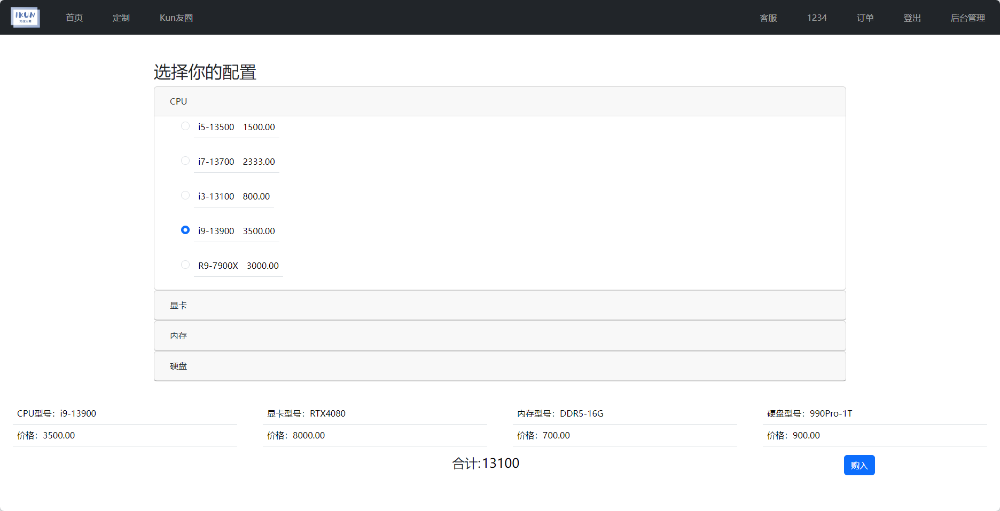 IKUN
首页 定制 Kun友圈 客服 1234 订单 登出 后台管理
选择你的配置
CPU
i5-13500 1500.00
i7-13700 2333.00
i3-13100 800.00
i9-13900 3500.00
R9-7900X 3000.00
显卡
内存
硬盘
CPU型号：i9-13900 显卡型号：RTX4080 内存型号：DDR5-16G 硬盘型号：990Pro-1T
价格：3500.00 价格：8000.00 价格：700.00 价格：900.00
合计:13100 购入